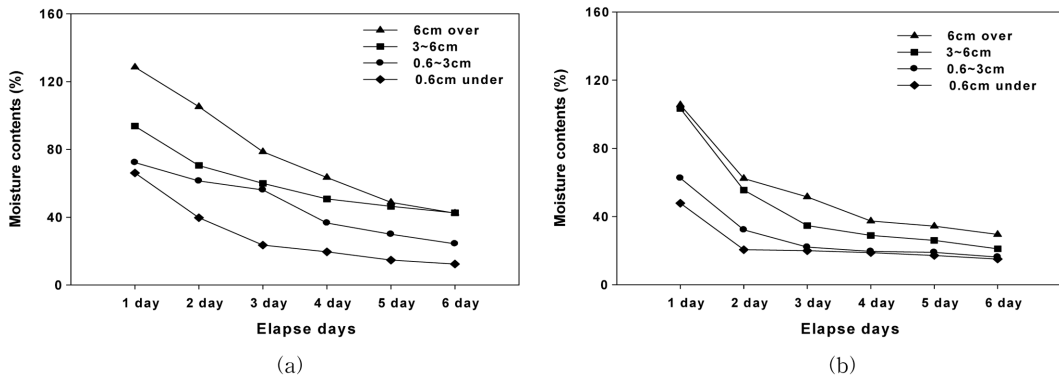 160
120
80
40
0
Moisture contents (%)
6cm over
3~6cm
0.6~3cm
0.6cm under
1 day 2 day 3 day 4 day 5 day 6 day
Elapse days
(a)
160
120
80
40
0
Moisture contents (%)
6cm over
3~6cm
0.6~3cm
0.6cm under
1 day 2 day 3 day 4 day 5 day 6 day
Elapse days
(b)